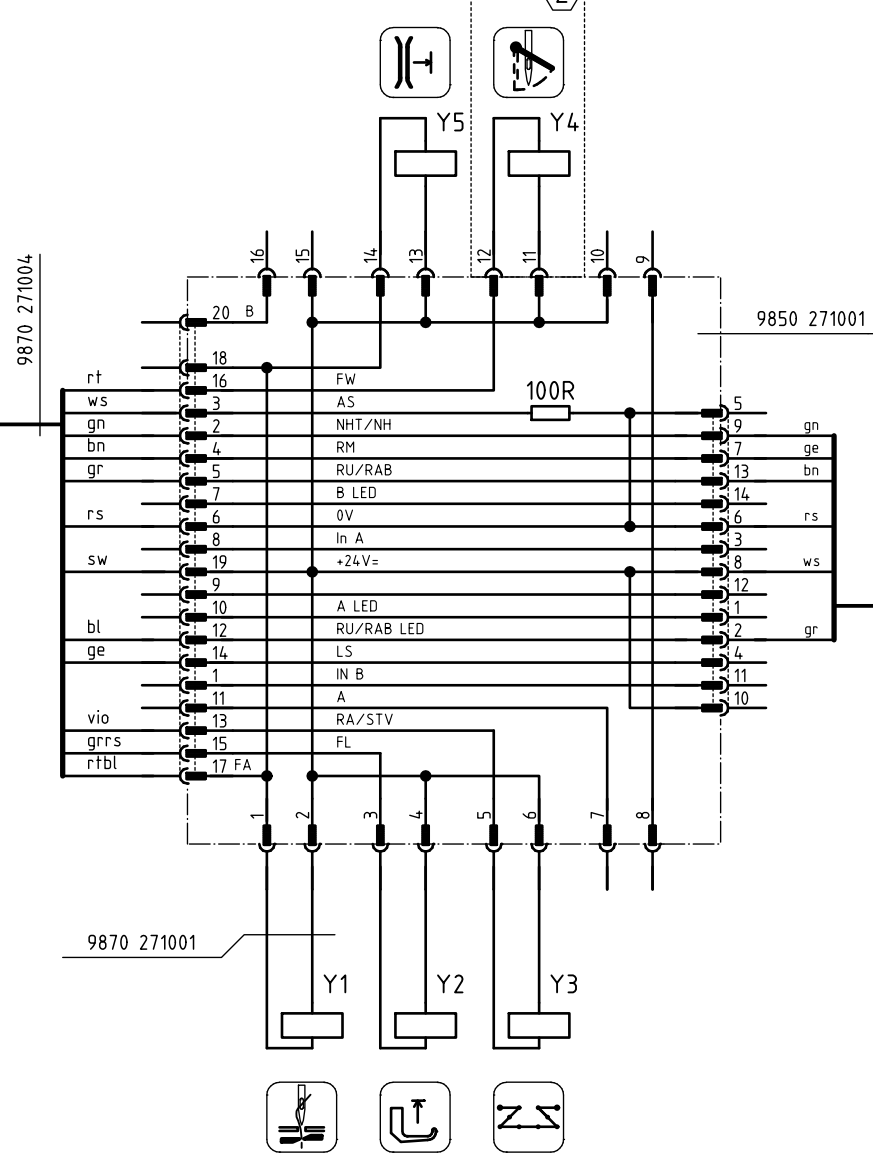 Y5 Y4
16 15 14 13 12 11 10 9
9870 271004
9850 271001
20 B
18
rt 16 FW 100R
ws 3 AS 5
gn 2 NHT/NH 9 gn
bn 4 RM 7 ge
gr 5 RU/RAB 13 bn
7 B LED 14
rs 6 0V 6 rs
8 In A 3
sw 19 +24V= 8 ws
9 12
10 A LED 1
bl 12 RU/RAB LED 2 gr
ge 14 LS 4
1 IN B 11
11 A 10
vio 13 RA/STV
grrs 15 FL
rtbl 17 FA
1 2 3 4 5 6 7 8
9870 271001
Y1 Y2 Y3